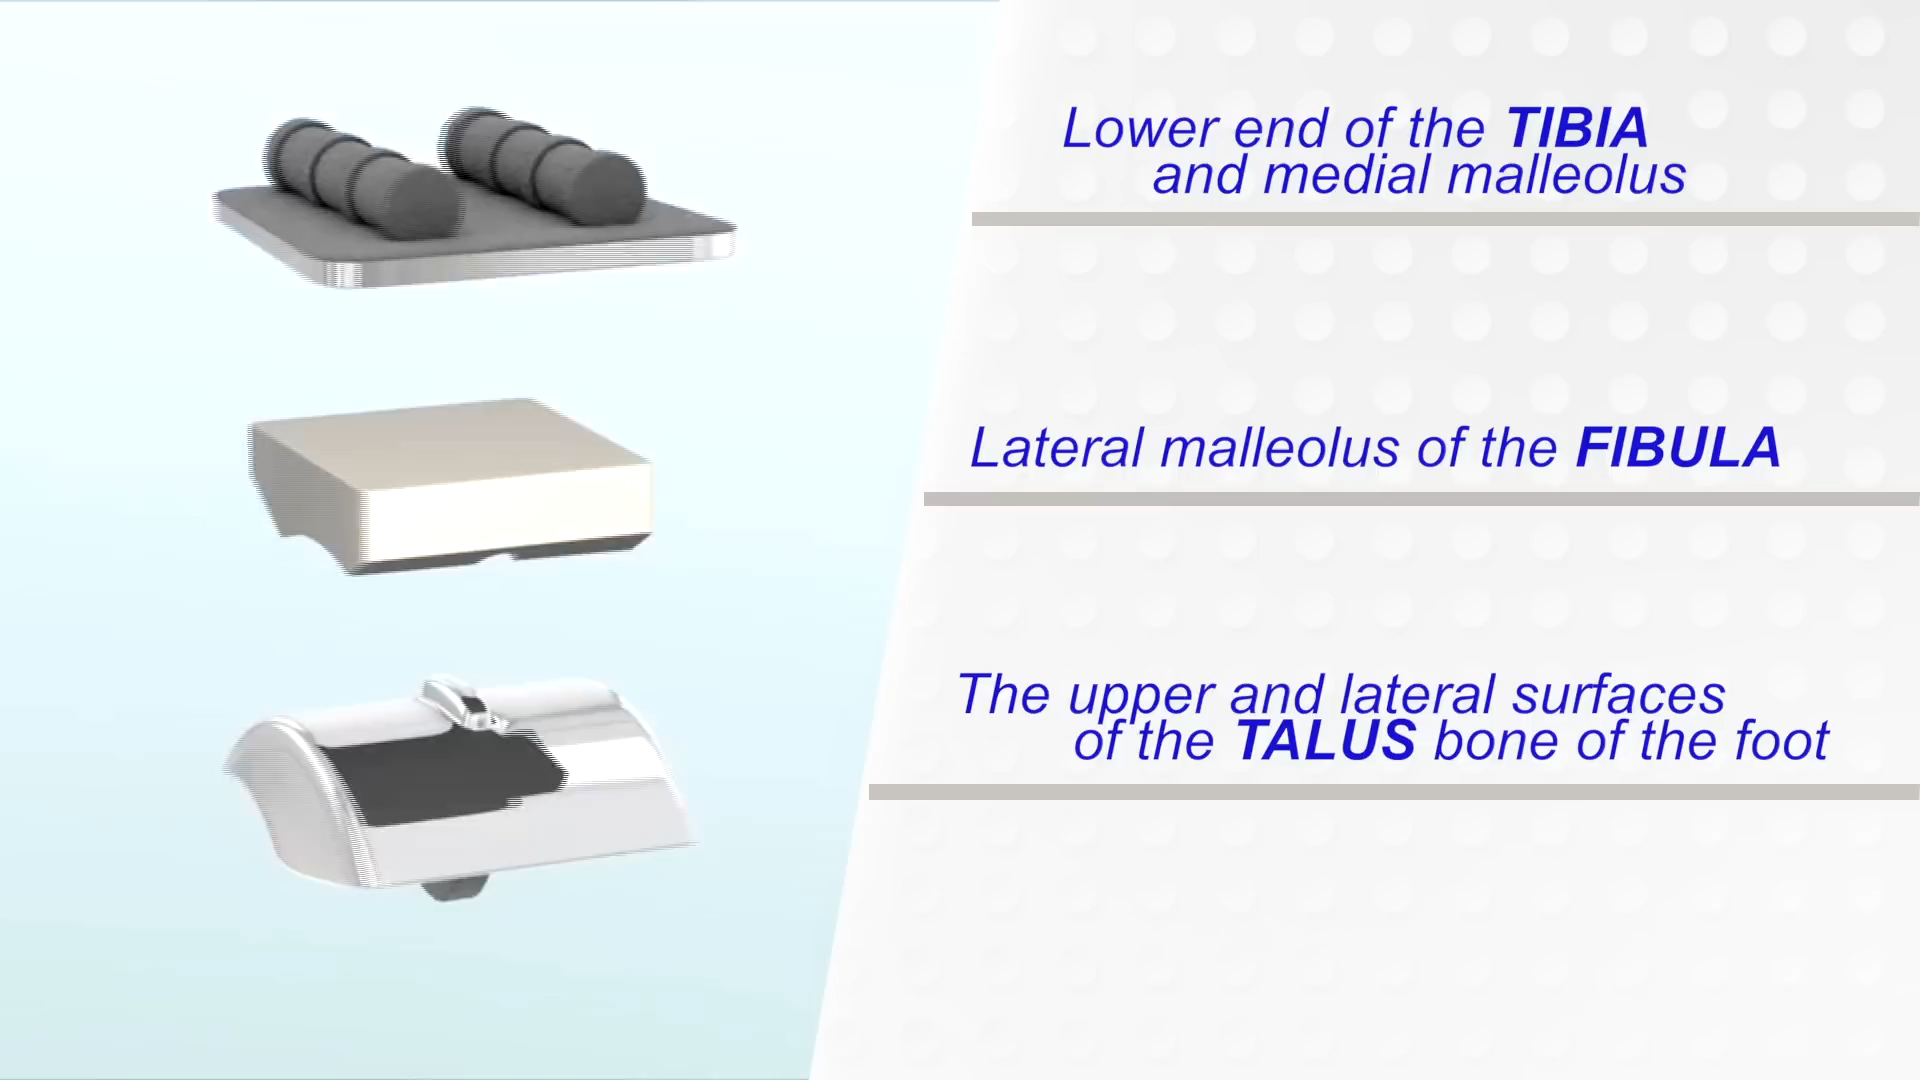 Lower end of the TIBIA
and medial malleolus
Lateral malleolus of the FIBULA
The upper and lateral surfaces
of the TALUS bone of the foot